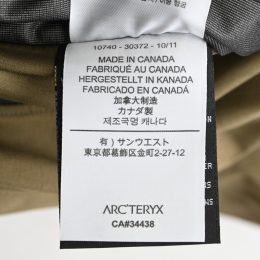 10740 - 30372 - 10/11
MADE IN CANADA
FABRIQUÉ AU CANADA
HERGESTELLT IN KANADA
FABRICADO EN CANADÁ
加拿大制造
カナダ製
제조국명 캐나다
有）サンウエスト
東京都葛飾区金町2-27-12
ARC'TERYX
CA#34438